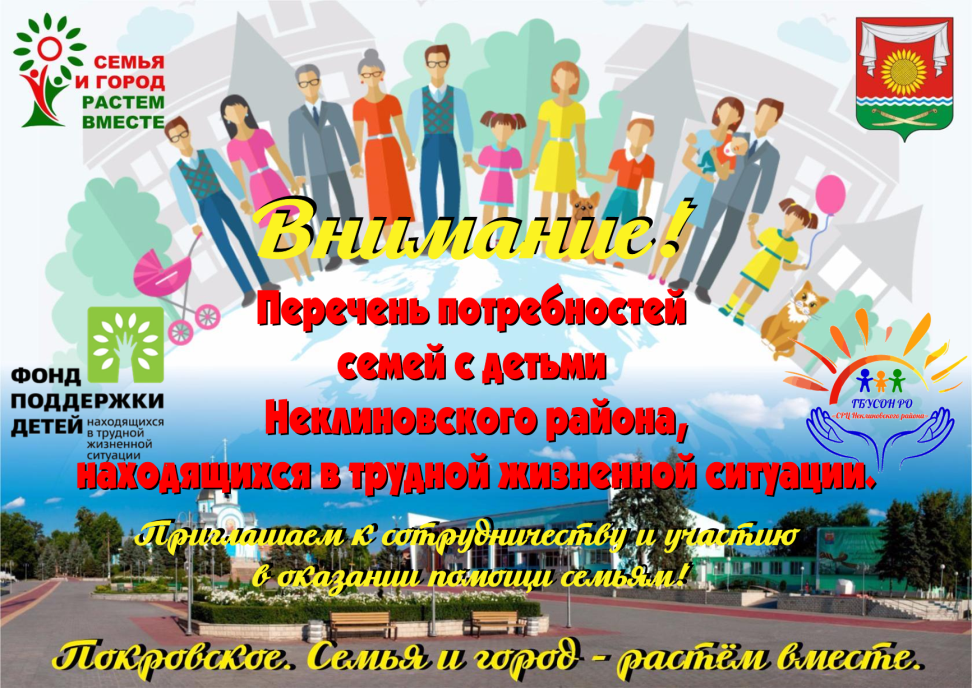 СЕМЬЯ
И ГОРОД
РАСТЕМ
ВМЕСТЕ
Внимание!
Перечень потребностей
семей с детьми
Неклиновского района,
находящихся в трудной жизненной ситуации.
ФОНД
ПОДДЕРЖКИ
ДЕТЕЙ
находящихся
в трудной
жизненной
ситуации
ГБУСОН РО
«СРЦ Неклиновского района»
Приглашаем к сотрудничеству и участию
в оказании помощи семьям!
Покровское. Семья и город - растём вместе.